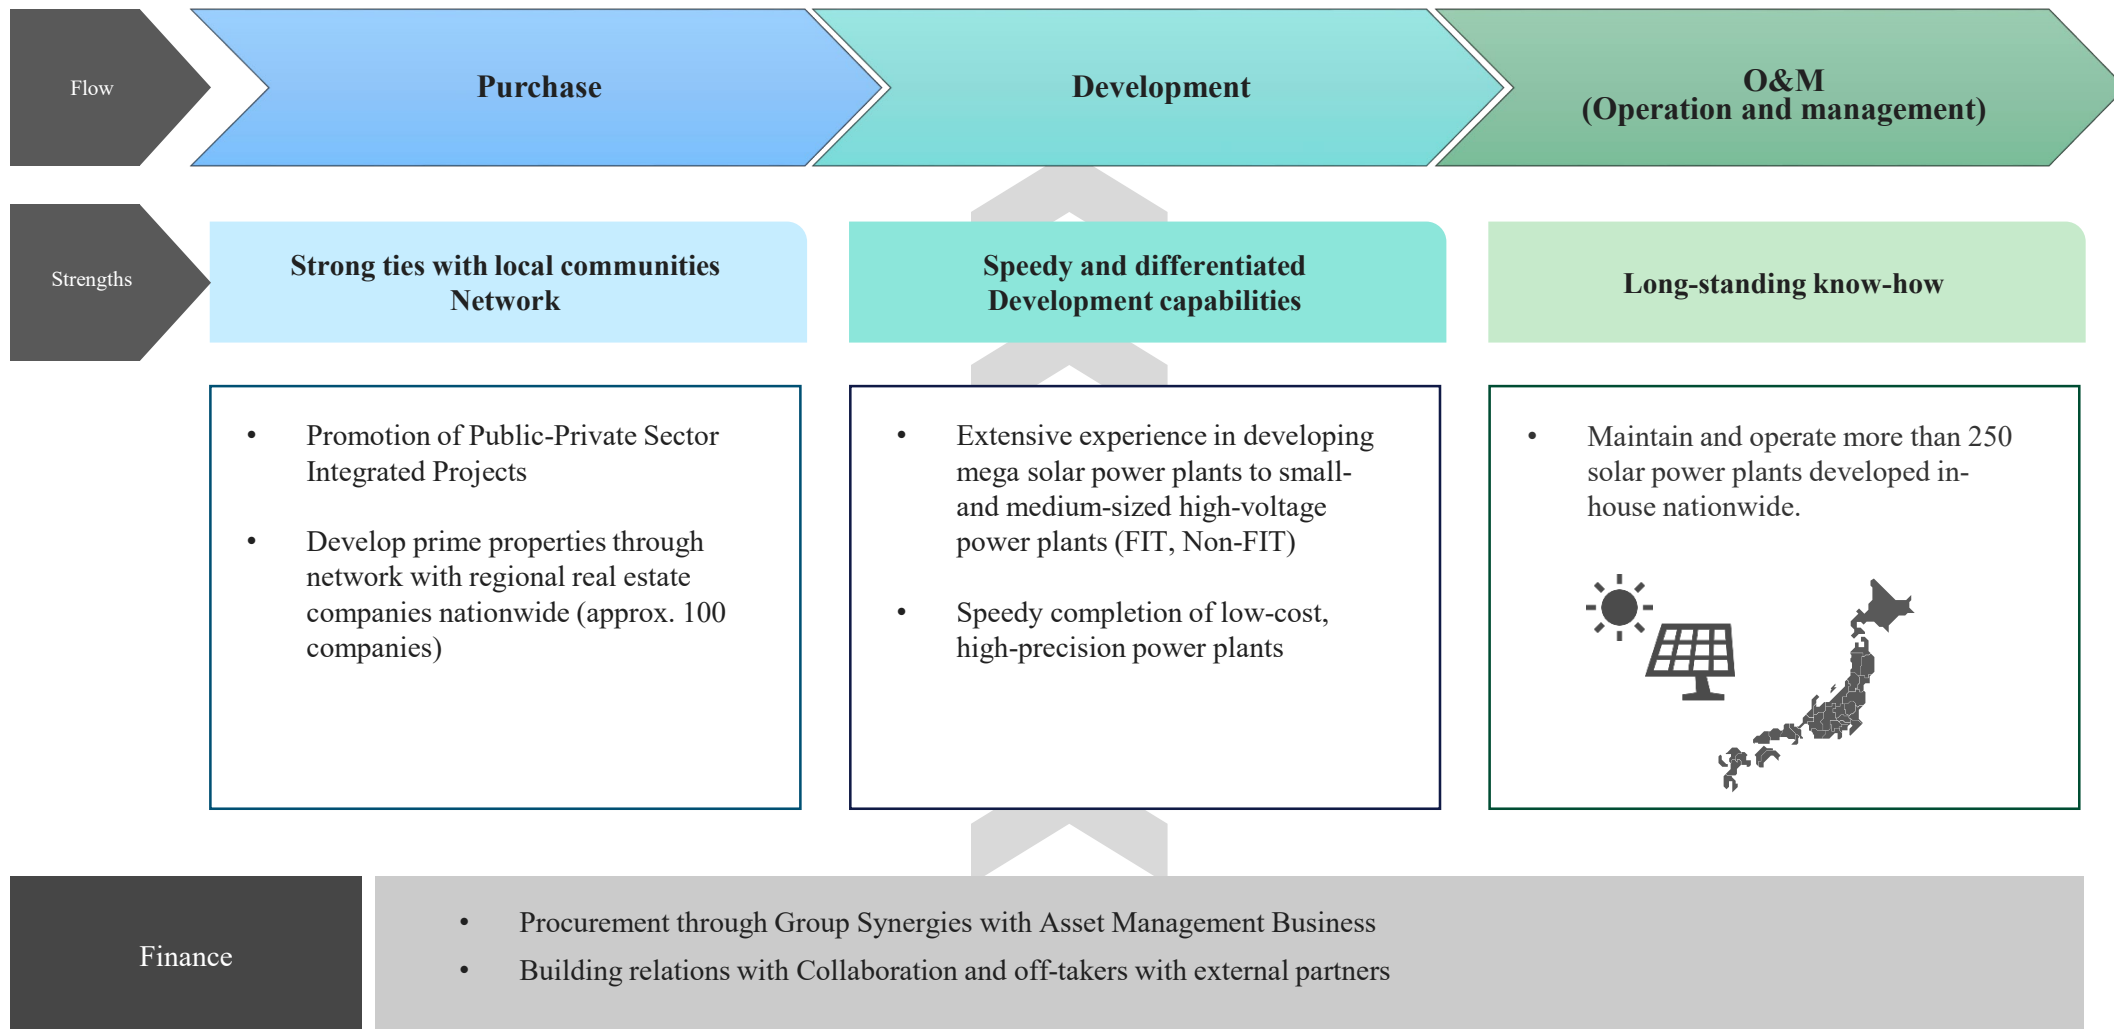 Flow
Purchase
Development
O&M
(Operation and management)
Strengths
Strong ties with local communities
Network
Speedy and differentiated
Development capabilities
Long-standing know-how
• Promotion of Public-Private Sector
Integrated Projects
• Develop prime properties through
network with regional real estate
companies nationwide (approx. 100
companies)
• Extensive experience in developing
mega solar power plants to small-
and medium-sized high-voltage
power plants (FIT, Non-FIT)
• Speedy completion of low-cost,
high-precision power plants
• Maintain and operate more than 250
solar power plants developed in-
house nationwide.
Finance
• Procurement through Group Synergies with Asset Management Business
• Building relations with Collaboration and off-takers with external partners